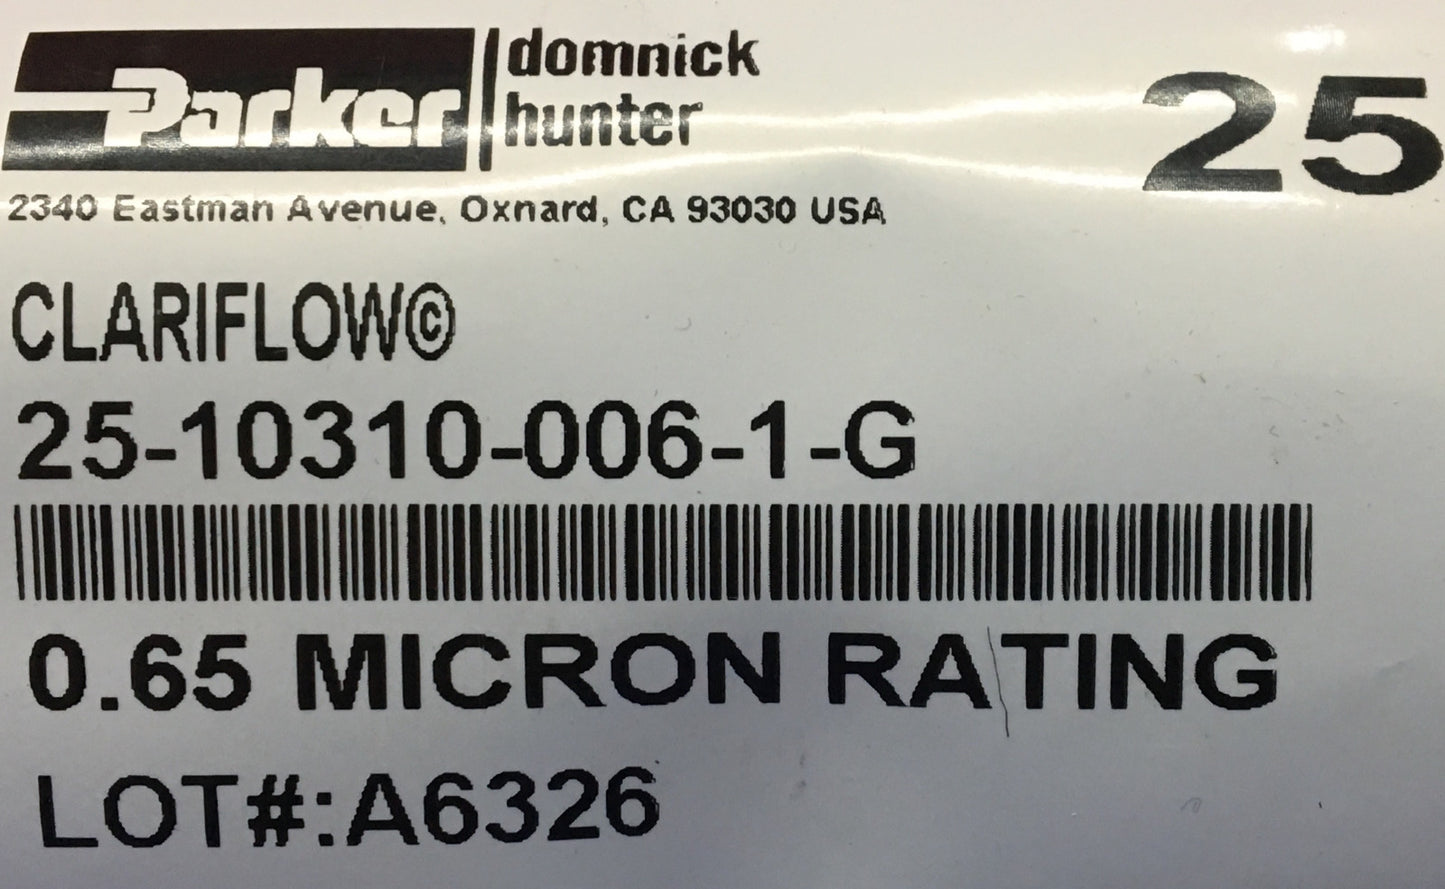 Parker
domnick
hunter
25
2340 Eastman Avenue, Oxnard, CA 93030 USA
CLARIFLOW©
25-10310-006-1-G
0.65 MICRON RATING
LOT#:A6326